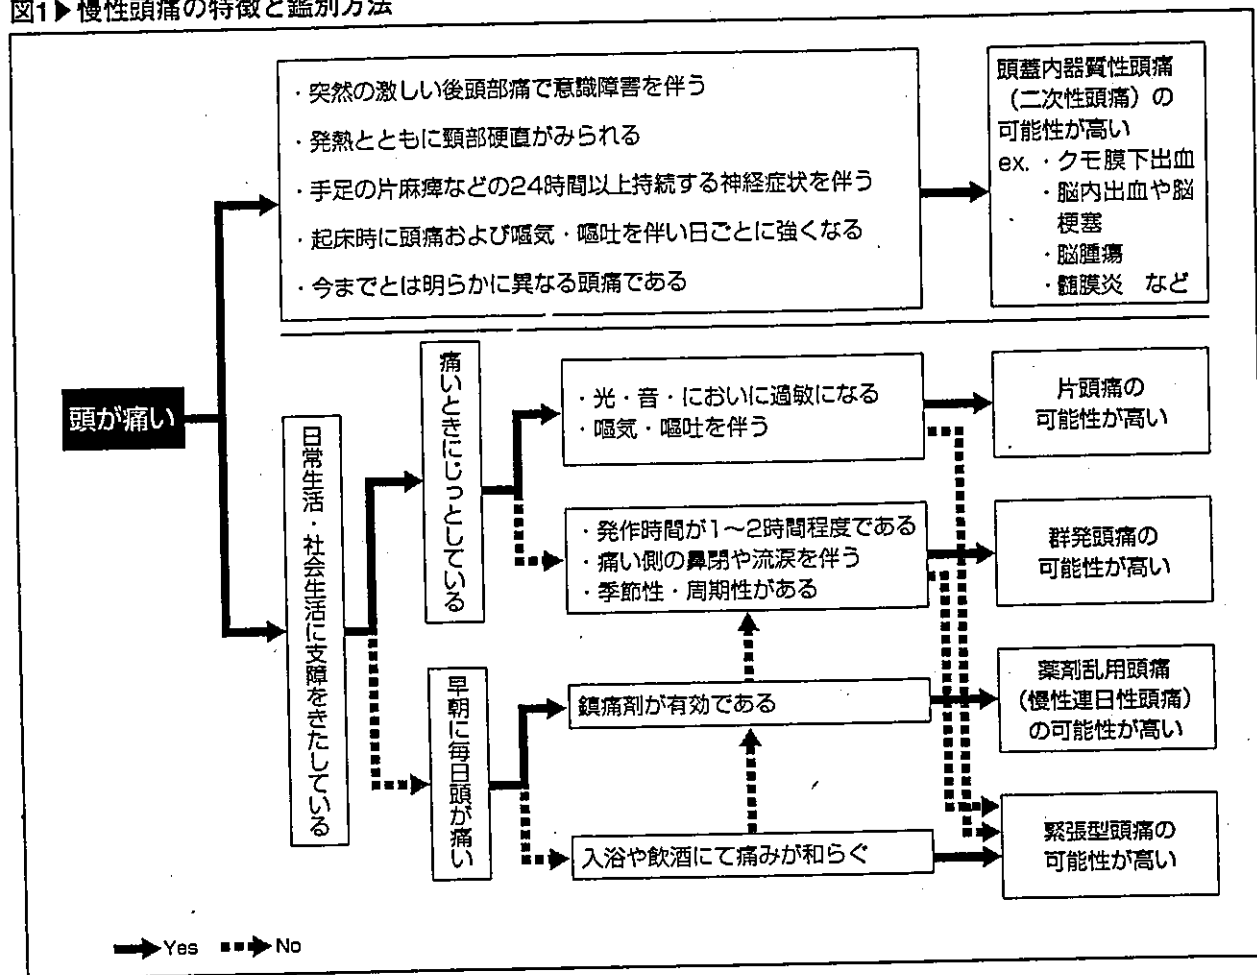 図1▶慢性頭痛の特徴と鑑別方法
・突然の激しい後頭部痛で意識障害を伴う
・発熱とともに頸部硬直がみられる
・手足の片麻痺などの24時間以上持続する神経症状を伴う
・起床時に頭痛および嘔気・嘔吐を伴い日ごとに強くなる
・今までとは明らかに異なる頭痛である
頭蓋内器質性頭痛
（二次性頭痛）の
可能性が高い
ex.・クモ膜下出血
・脳内出血や脳
梗塞
・脳腫瘍
・髄膜炎　など
頭が痛い
日常生活・社会生活に支障をきたしている
痛いときにじっとしている
・光・音・においに過敏になる
・嘔気・嘔吐を伴う
片頭痛の
可能性が高い
・発作時間が1～2時間程度である
・痛い側の鼻閉や流涙を伴う
・季節性・周期性がある
群発頭痛の
可能性が高い
早朝に毎日頭が痛い
鎮痛剤が有効である
薬剤乱用頭痛
（慢性連日性頭痛）
の可能性が高い
入浴や飲酒にて痛みが和らぐ
緊張型頭痛の
可能性が高い
Yes
No